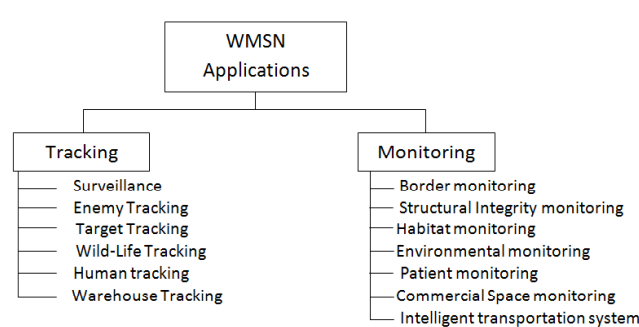 WMSN
Applications
Tracking
Surveillance
Enemy Tracking
Target Tracking
Wild-Life Tracking
Human tracking
Warehouse Tracking
Monitoring
Border monitoring
Structural Integrity monitoring
Habitat monitoring
Environmental monitoring
Patient monitoring
Commercial Space monitoring
Intelligent transportation system